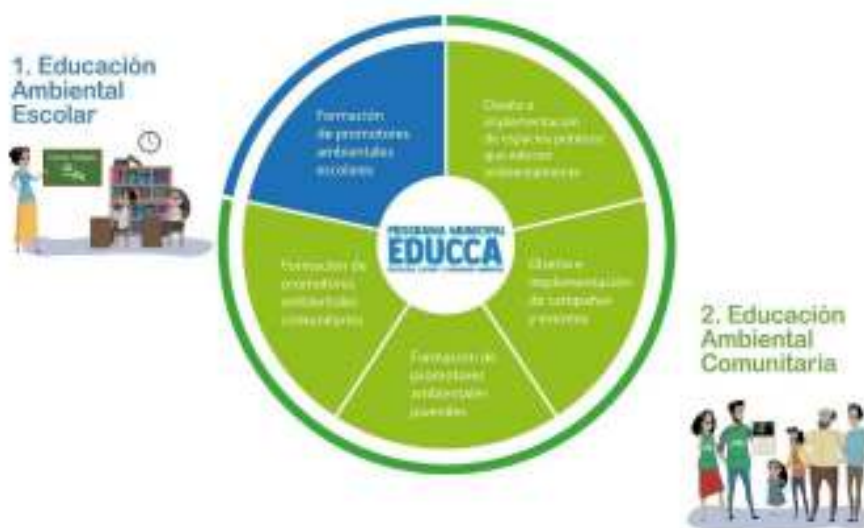 1. Educación
Ambiental
Escolar
Formación
de promotores
ambientales
escolares
Diseño e
implementación
de espacios públicos
que educan
ambientalmente
PROGRAMA MUNICIPAL
EDUCCA
Formación de
promotores
ambientales
comunitarios
Diseño e
implementación
de campañas
y eventos
Formación de
promotores
ambientales
juveniles
2. Educación
Ambiental
Comunitaria